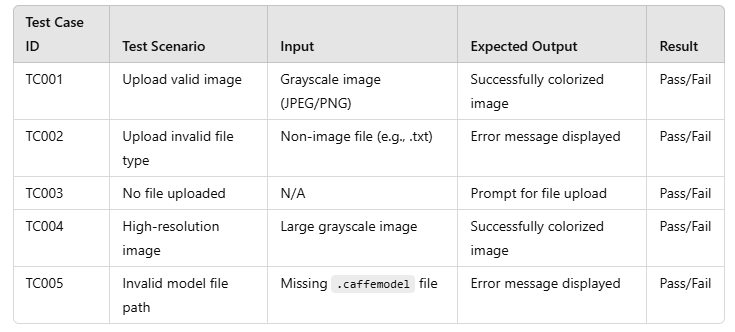 Test Case ID Test Scenario Input Expected Output Result
TC001 Upload valid image Grayscale image (JPEG/PNG) Successfully colorized image Pass/Fail
TC002 Upload invalid file type Non-image file (e.g., .txt) Error message displayed Pass/Fail
TC003 No file uploaded N/A Prompt for file upload Pass/Fail
TC004 High-resolution image Large grayscale image Successfully colorized image Pass/Fail
TC005 Invalid model file path Missing .caffemodel file Error message displayed Pass/Fail